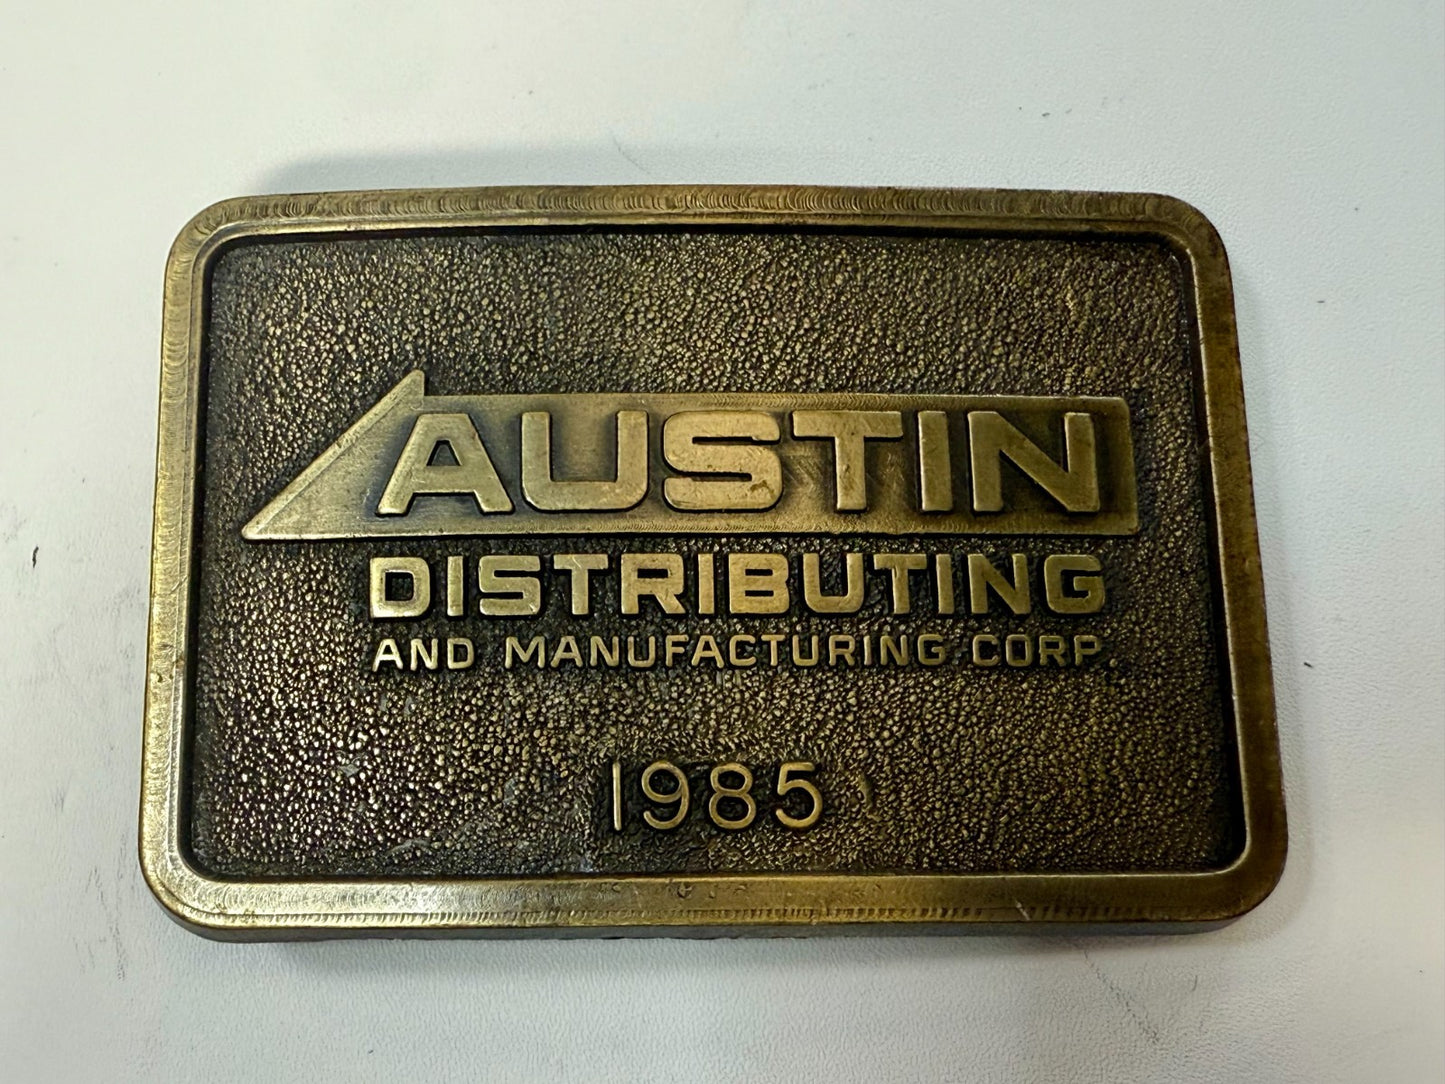 AUSTIN
DISTRIBUTING
AND MANUFACTURING CORP.
1985